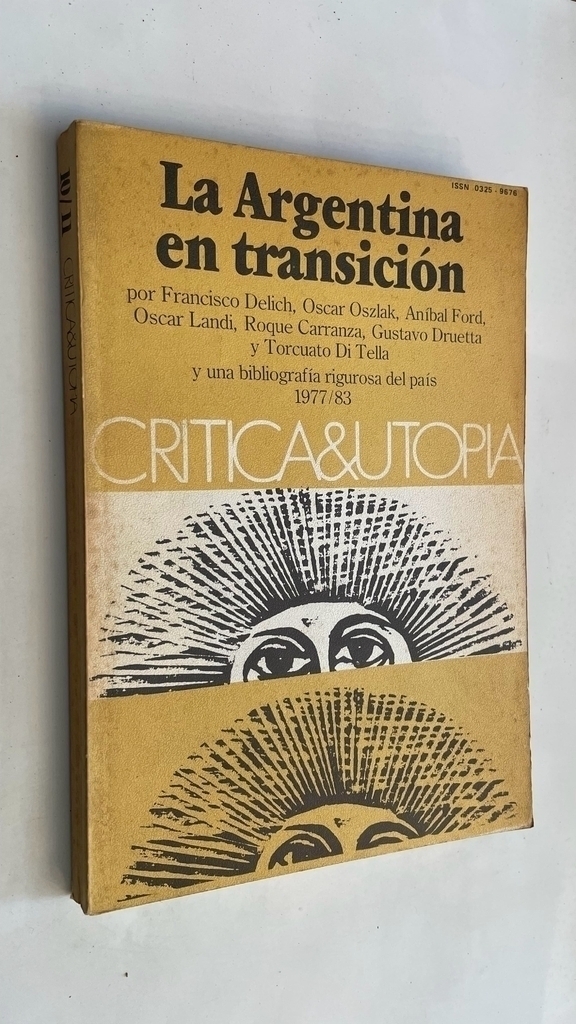 ISSN 0325 - 9676
La Argentina
en transición
por Francisco Delich, Oscar Oszlak, Aníbal Ford,
Oscar Landi, Roque Carranza, Gustavo Druetta
y Torcuato Di Tella
y una bibliografía rigurosa del país
1977/83
CRITICA&UTOPIA
10/11 CRITICA&UTOPIA